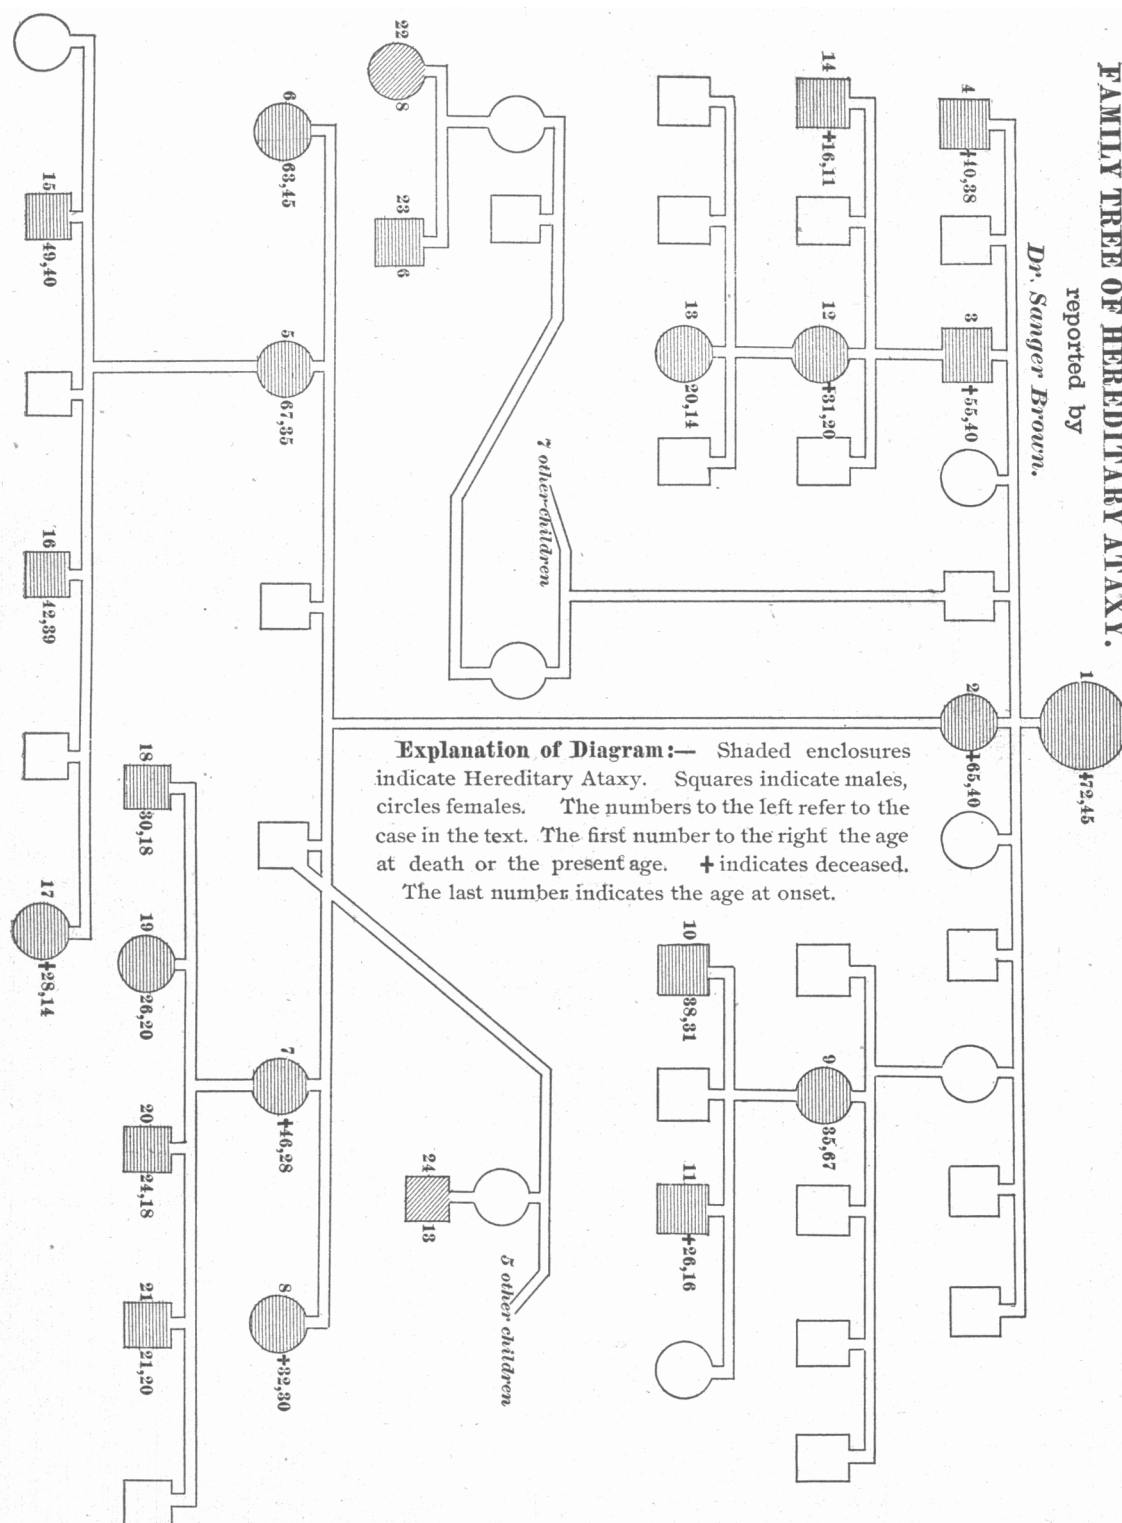 FAMILY TREE OF HEREDITARY ATAXY.
reported by
Dr. Sanger Brown.
1 +72,45
4 +40,38
3 +55,40
2 +65,40
14 +16,11
12 +31,20
9 35,67
13 20,14
10 38,31
11 +26,16
7 other children
22 8
23 6
Explanation of Diagram:— Shaded enclosures
indicate Hereditary Ataxy. Squares indicate males,
circles females. The numbers to the left refer to the
case in the text. The first number to the right the age
at death or the present age. + indicates deceased.
The last number indicates the age at onset.
24 13
5 other children
6 63,45
5 67,35
7 +46,28
8 +32,30
18 30,18
19 26,20
20 24,18
21 21,20
15 49,40
16 42,39
17 +28,14